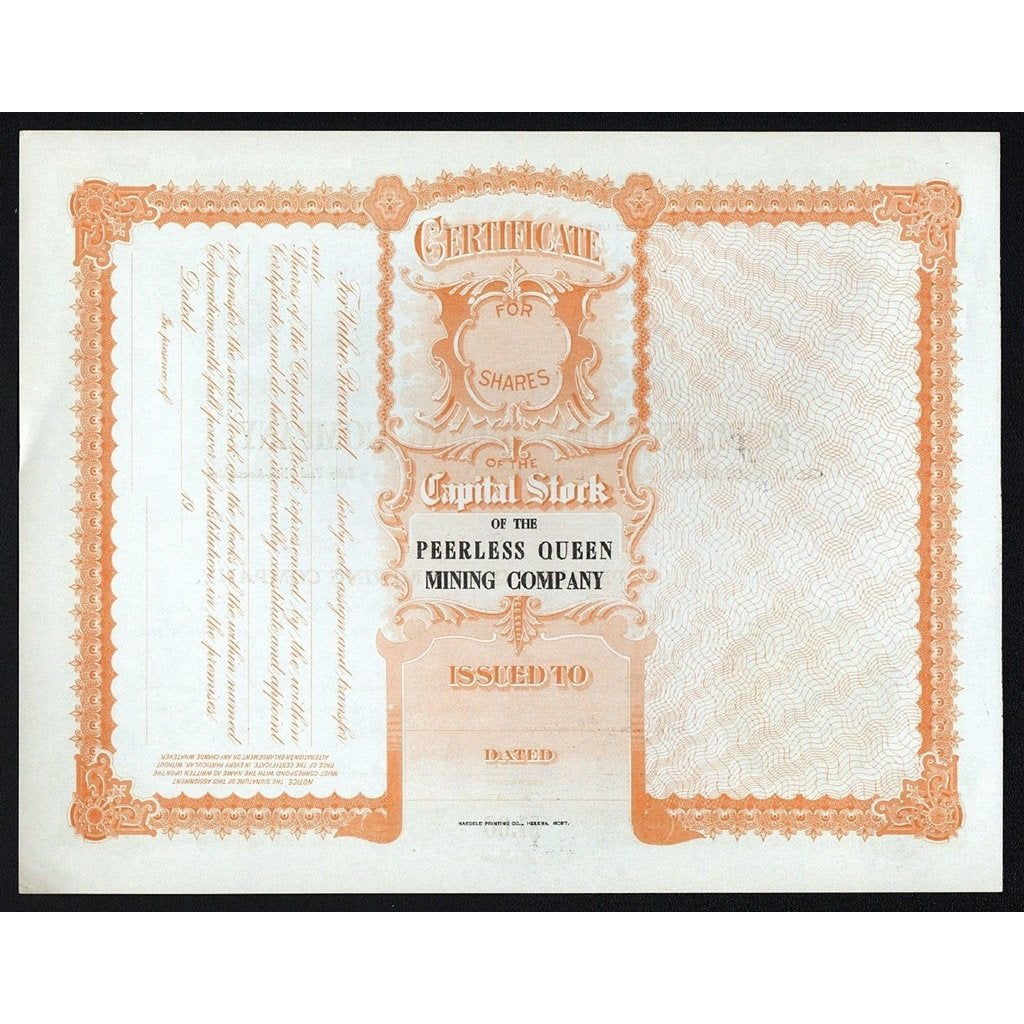 CERTIFICATE
FOR
SHARES
OF THE
Capital Stock
OF THE
PEERLESS QUEEN
MINING COMPANY
ISSUED TO
DATED
NAEGELE PRINTING CO., HELENA, MONT.
For Value Received, hereby sell, assign and transfer
unto
Shares of the Capital Stock represented by the within
Certificate, and do hereby irrevocably constitute and appoint
to transfer the said Stock on the books of the within named
Corporation with full power of substitution in the premises.
Dated 19
In presence of
NOTICE. THE SIGNATURE OF THIS ASSIGNMENT
MUST CORRESPOND WITH THE NAME AS WRITTEN UPON THE
FACE OF THE CERTIFICATE, IN EVERY PARTICULAR, WITHOUT
ALTERATION OR ENLARGEMENT, OR ANY CHANGE WHATEVER.